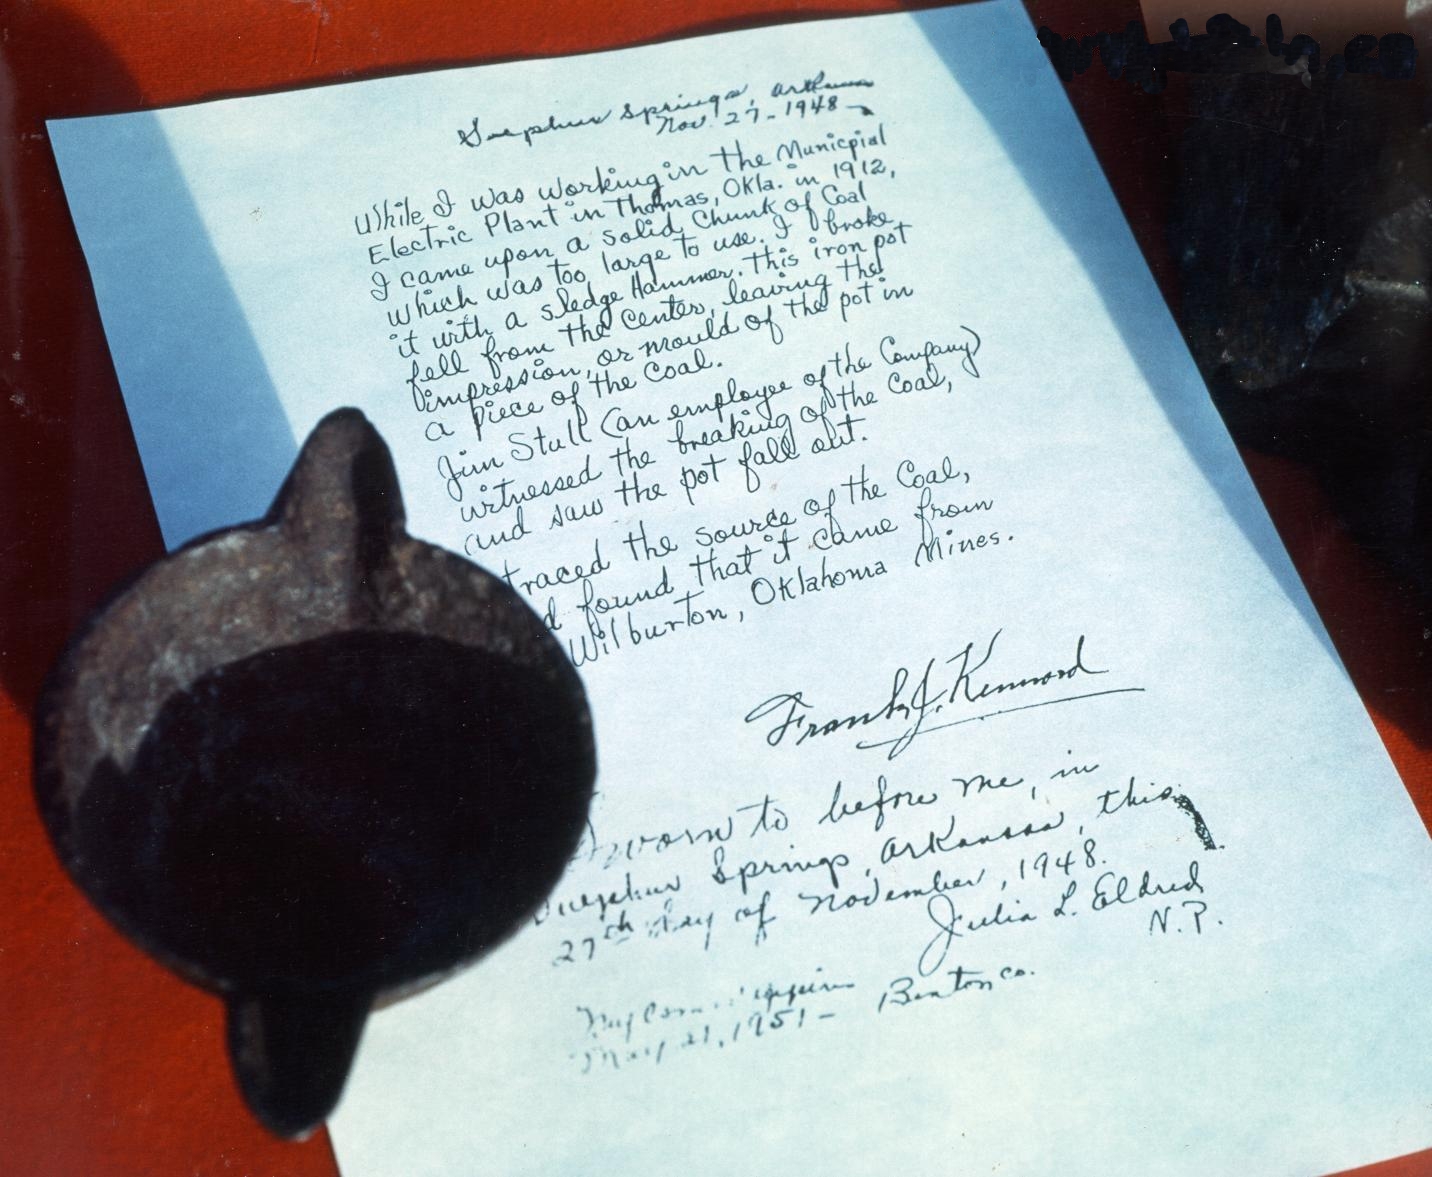 Sulphur Springs, Arkansas
Nov. 27-1948-
While I was working in the Municpial
Electric Plant in Thomas, Okla. in 1912,
I came upon a solid Chunk of Coal
which was too large to use. I broke
it with a sledge Hammer. This iron pot
fell from the center, leaving the
impression, or mould of the pot in
a piece of the Coal.
Jim Stull (an employee of the Company)
witnessed the breaking of the Coal,
and saw the pot fall out.
traced the source of the Coal,
d found that it came from
Wilburton, Oklahoma Mines.
Frank J. Kennard
Sworn to before me, in
Sulphur Springs, Arkansas, this
27th day of November, 1948.
Julia L. Eldred
N.P.
My Com expires Benton co.
May 21, 1951-